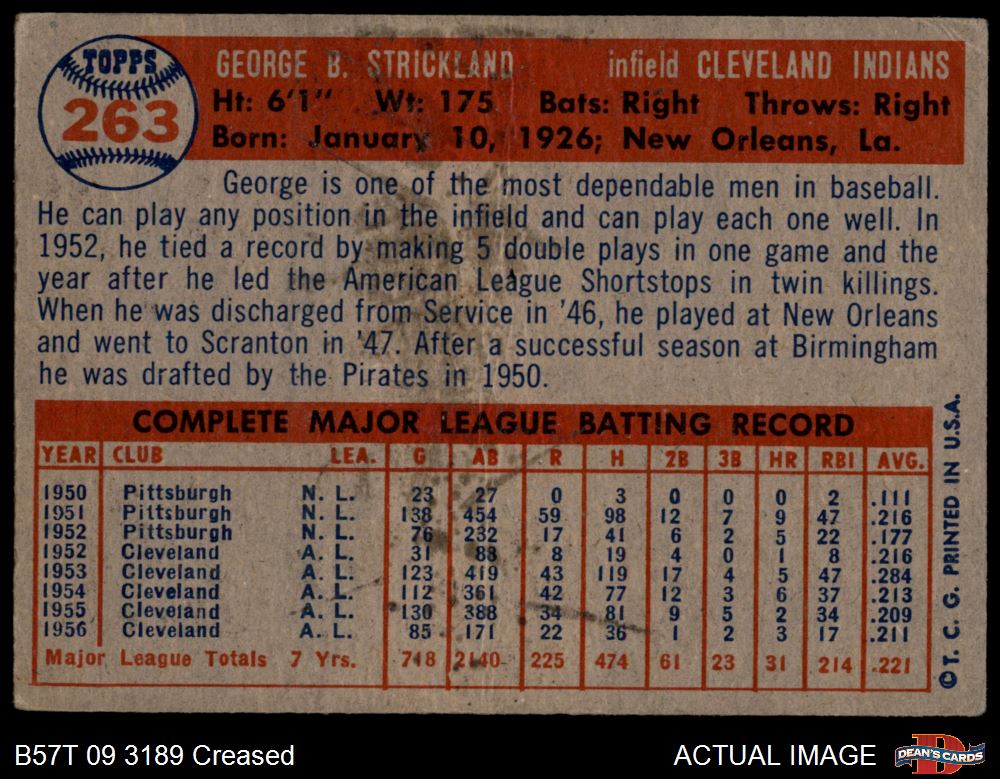 TOPPS
263
GEORGE B. STRICKLAND infield CLEVELAND INDIANS
Ht: 6'1" Wt: 175 Bats: Right Throws: Right
Born: January 10, 1926; New Orleans, La.
George is one of the most dependable men in baseball.
He can play any position in the infield and can play each one well. In
1952, he tied a record by making 5 double plays in one game and the
year after he led the American League Shortstops in twin killings.
When he was discharged from Service in '46, he played at New Orleans
and went to Scranton in '47. After a successful season at Birmingham
he was drafted by the Pirates in 1950.
COMPLETE MAJOR LEAGUE BATTING RECORD
YEAR CLUB LEA. G AB R H 2B 3B HR RBI AVG.
1950 Pittsburgh N. L. 23 27 0 3 0 0 0 2 .111
1951 Pittsburgh N. L. 138 454 59 98 12 7 9 47 .216
1952 Pittsburgh N. L. 76 232 17 41 6 2 5 22 .177
1952 Cleveland A. L. 31 88 8 19 4 0 1 8 .216
1953 Cleveland A. L. 123 419 43 119 17 4 5 47 .284
1954 Cleveland A. L. 112 361 42 77 12 3 6 37 .213
1955 Cleveland A. L. 130 388 34 81 9 5 2 34 .209
1956 Cleveland A. L. 85 171 22 36 1 2 3 17 .211
Major League Totals 7 Yrs. 718 2140 225 474 61 23 31 214 .221
©T. C. G. PRINTED IN U.S.A.
B57T 09 3189 Creased ACTUAL IMAGE
DEAN'S CARDS